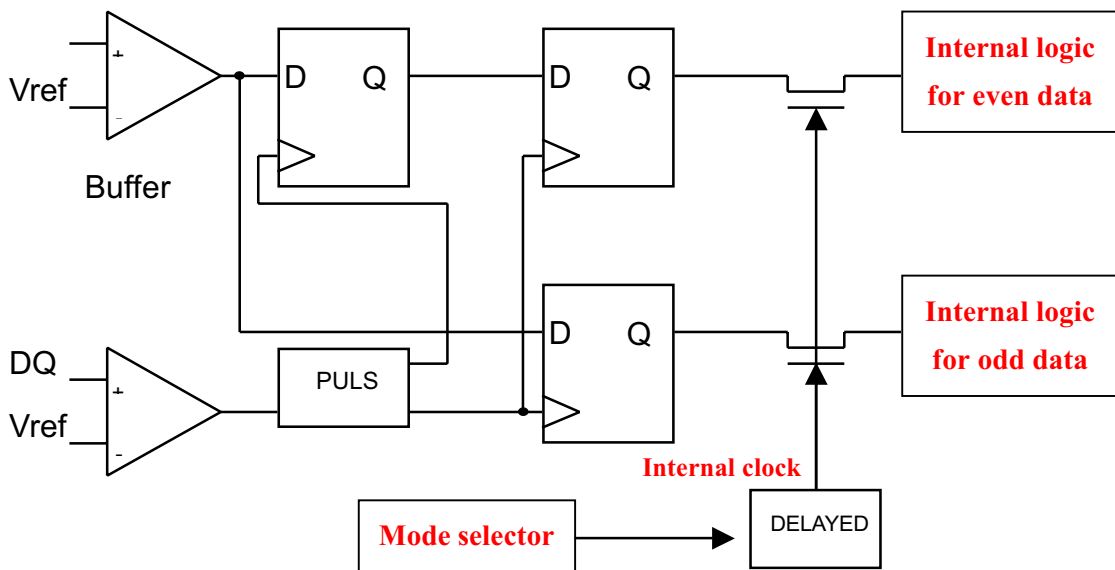 +
Vref
-
Buffer
D
Q
D
Q
Internal logic
for even data
D
Q
Internal logic
for odd data
DQ
+
Vref
-
PULS
Internal clock
Mode selector
DELAYED